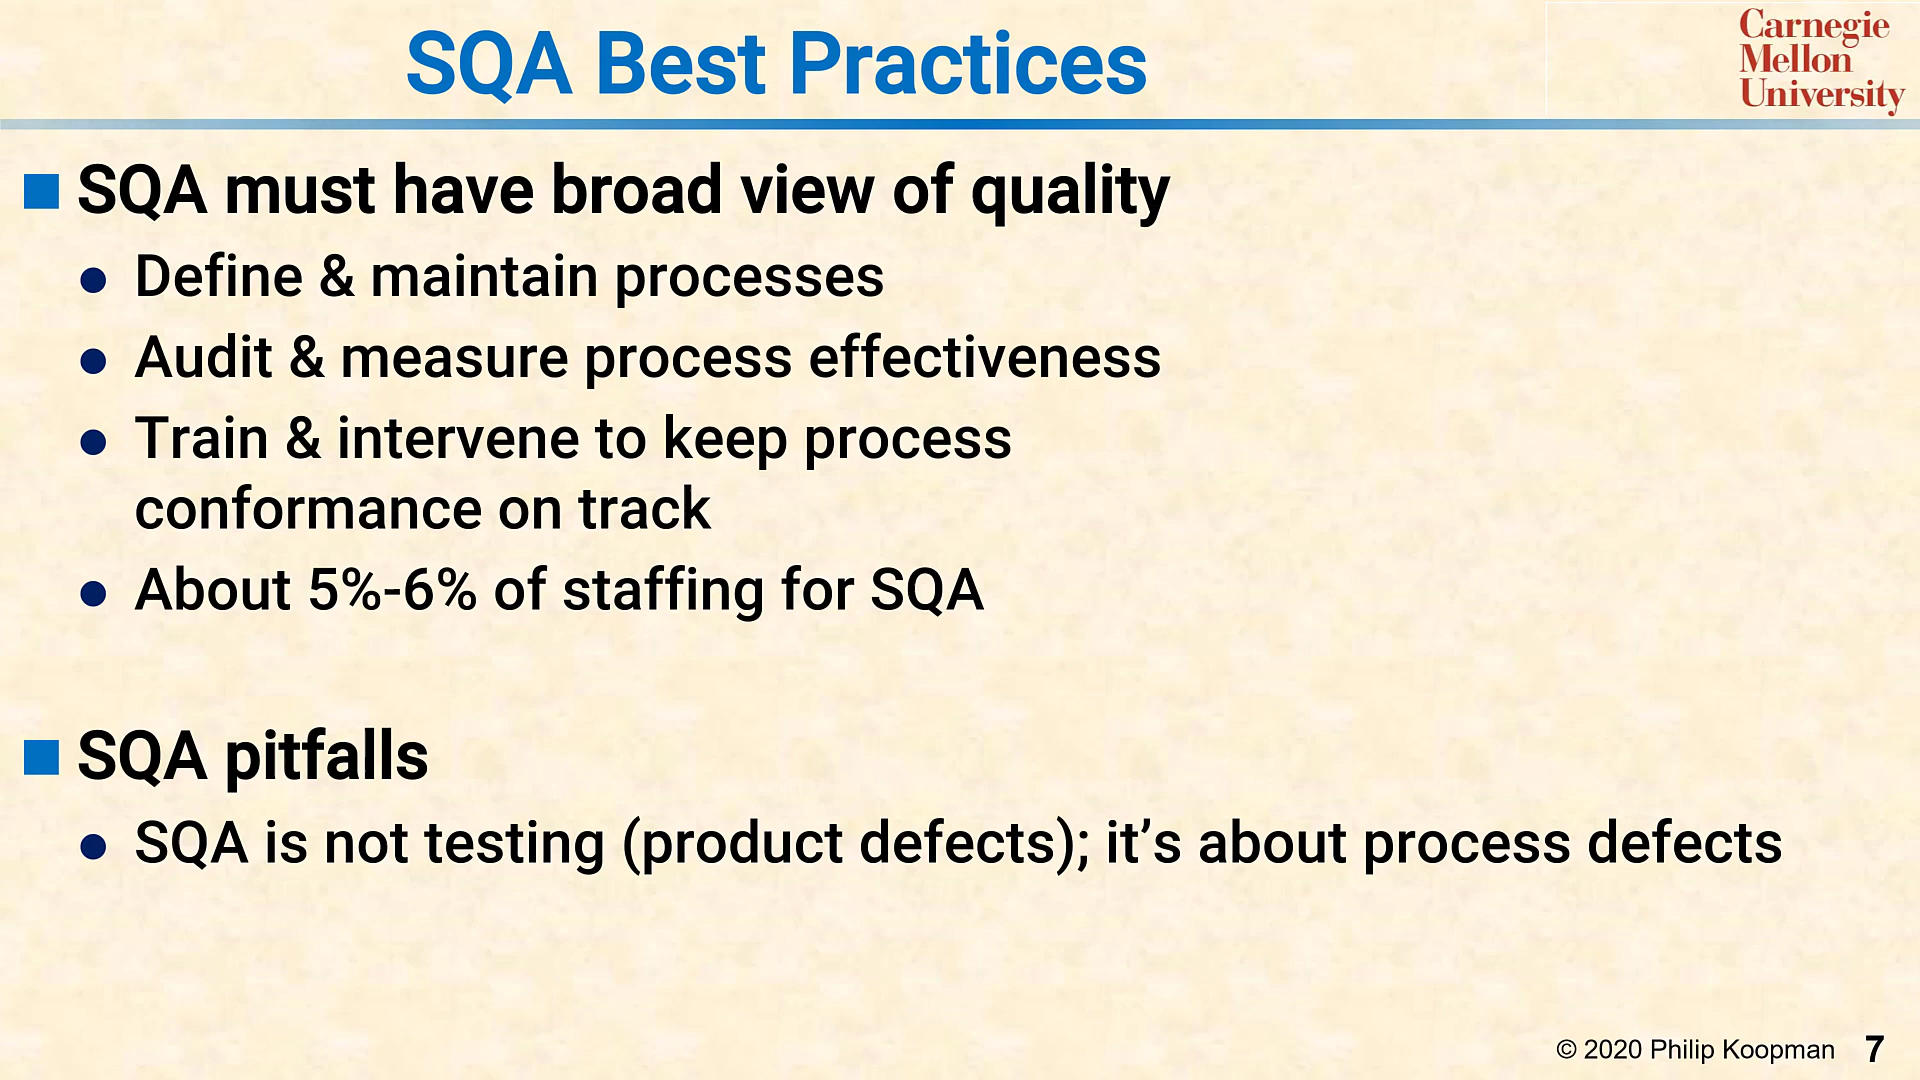 SQA Best Practices
Carnegie
Mellon
University
SQA must have broad view of quality
Define & maintain processes
Audit & measure process effectiveness
Train & intervene to keep process
conformance on track
About 5%-6% of staffing for SQA
SQA pitfalls
SQA is not testing (product defects); it’s about process defects
© 2020 Philip Koopman 7